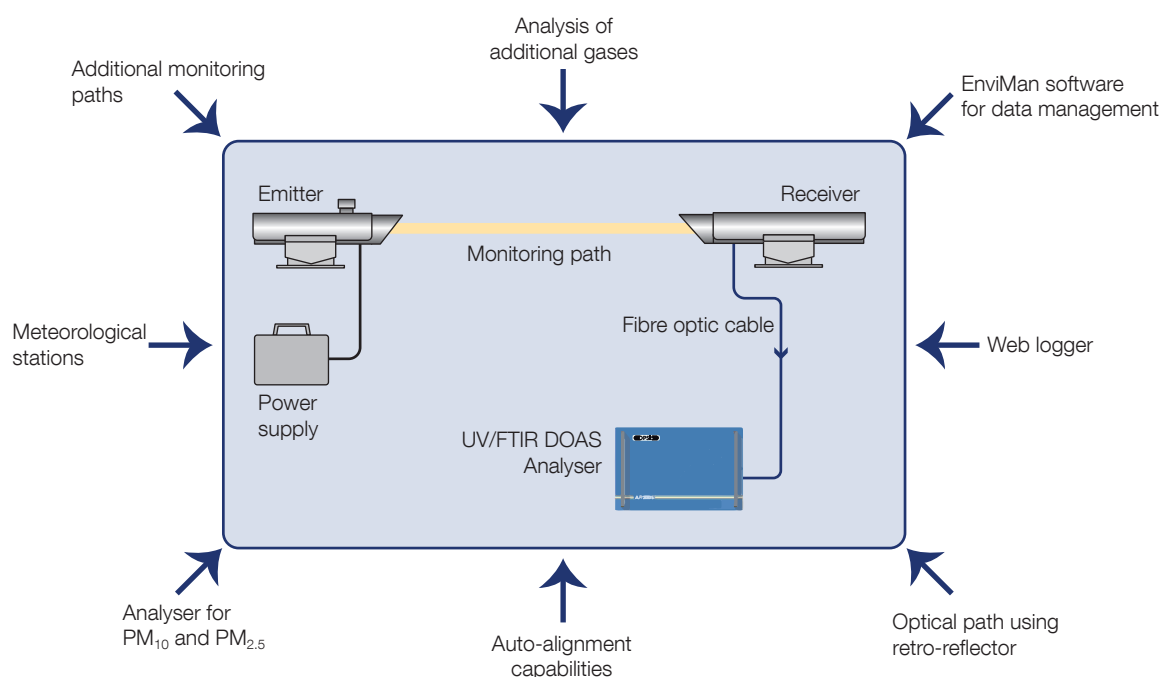 Analysis of
additional gases
Additional monitoring
paths
EnviMan software
for data management
Emitter
Receiver
Monitoring path
Meteorological
stations
Fibre optic cable
Web logger
Power
supply
UV/FTIR DOAS
Analyser
Analyser for
PM₁₀ and PM₂.₅
Auto-alignment
capabilities
Optical path using
retro-reflector